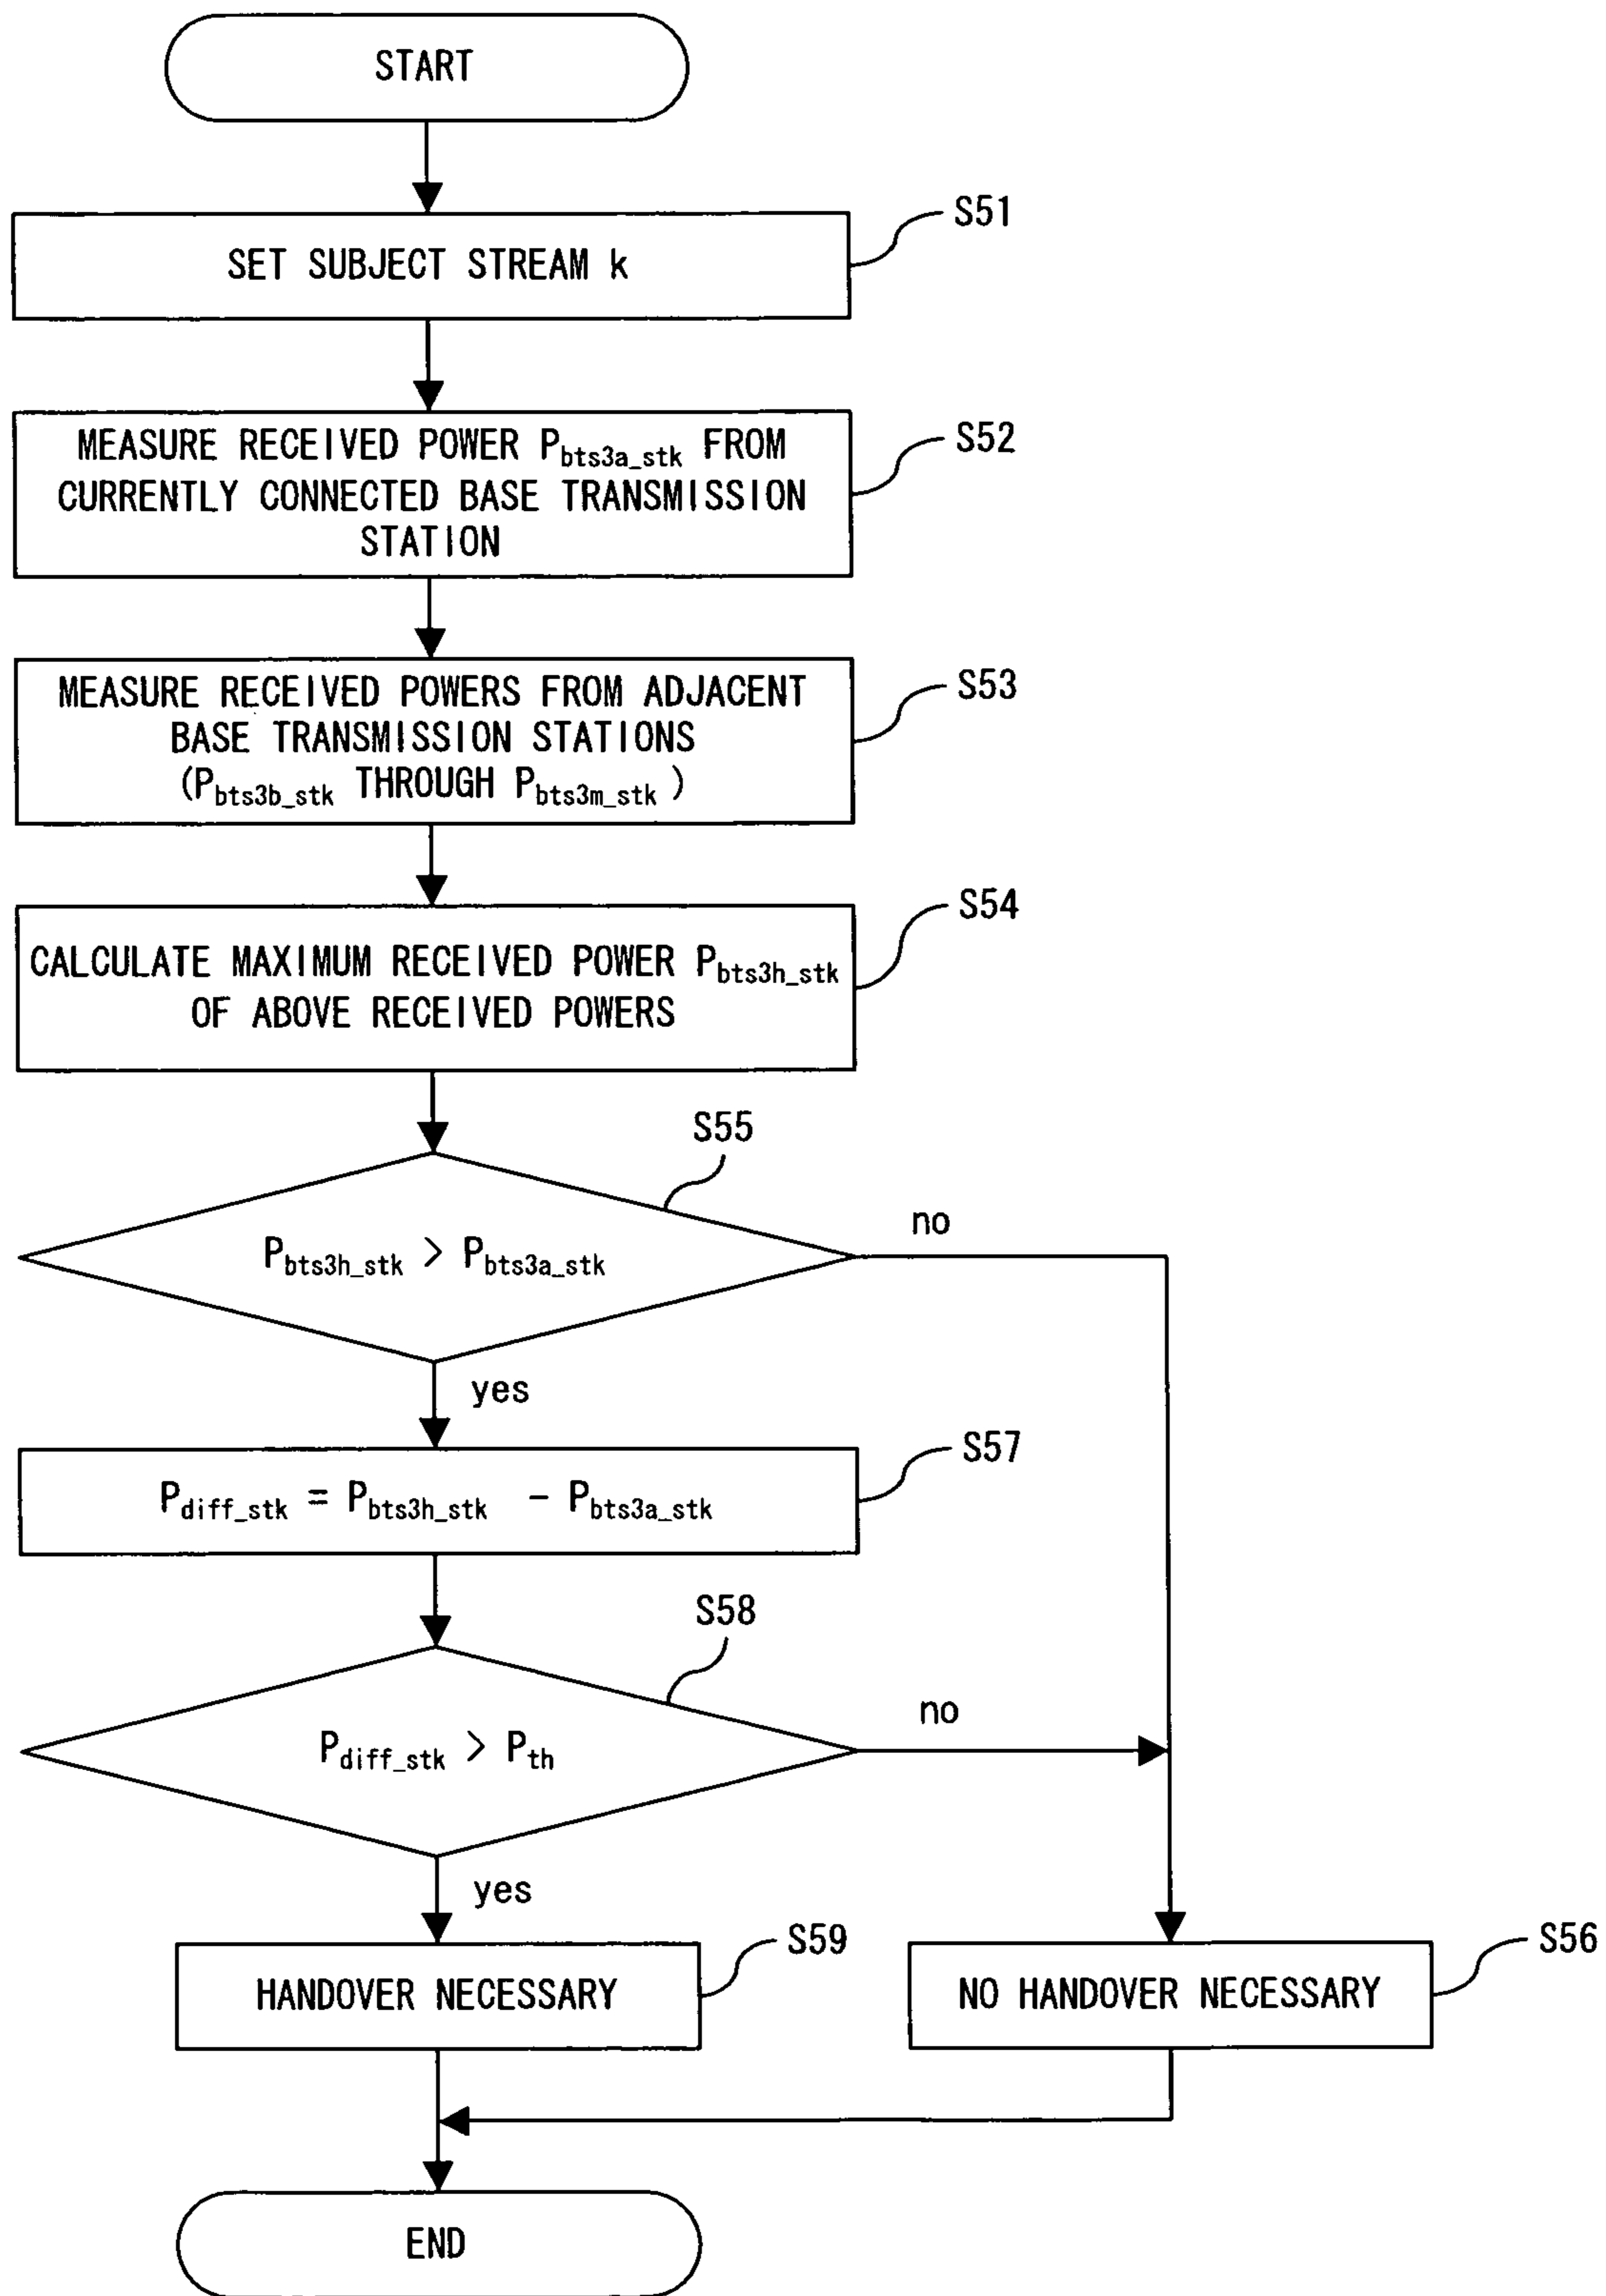 START
S51
SET SUBJECT STREAM k
S52
MEASURE RECEIVED POWER Pbts3a_stk FROM
CURRENTLY CONNECTED BASE TRANSMISSION
STATION
S53
MEASURE RECEIVED POWERS FROM ADJACENT
BASE TRANSMISSION STATIONS
(Pbts3b_stk THROUGH Pbts3m_stk )
S54
CALCULATE MAXIMUM RECEIVED POWER Pbts3h_stk
OF ABOVE RECEIVED POWERS
S55
Pbts3h_stk > Pbts3a_stk
no
yes
S57
Pdiff_stk = Pbts3h_stk - Pbts3a_stk
S58
Pdiff_stk > Pth
no
yes
S59
HANDOVER NECESSARY
S56
NO HANDOVER NECESSARY
END